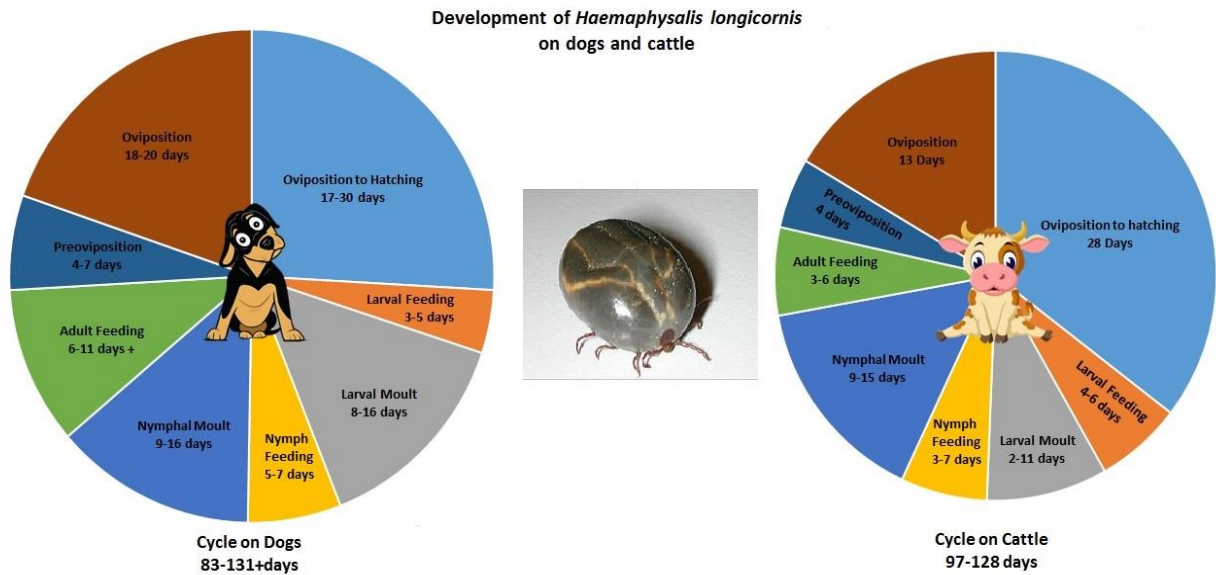 Development of Haemaphysalis longicornis
on dogs and cattle
Oviposition
18-20 days
Oviposition to Hatching
17-30 days
Preoviposition
4-7 days
Larval Feeding
3-5 days
Adult Feeding
6-11 days +
Larval Moult
8-16 days
Nymphal Moult
9-16 days
Nymph
Feeding
5-7 days
Cycle on Dogs
83-131+days
Oviposition
13 Days
Oviposition to hatching
28 Days
Preoviposition
4 days
Adult Feeding
3-6 days
Larval Feeding
4-6 days
Nymphal Moult
9-15 days
Nymph
Feeding
3-7 days
Larval Moult
2-11 days
Cycle on Cattle
97-128 days